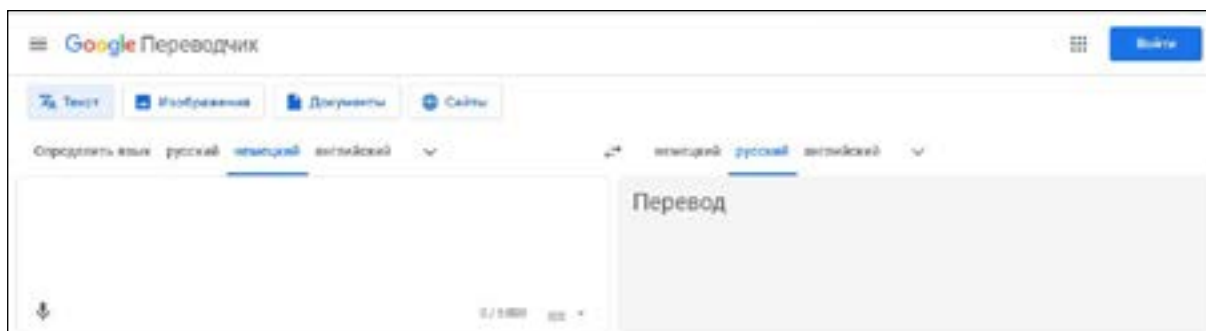 Google Переводчик
Войти
Текст Изображения Документы Сайты
Определить язык русский немецкий английский
немецкий русский английский
Перевод